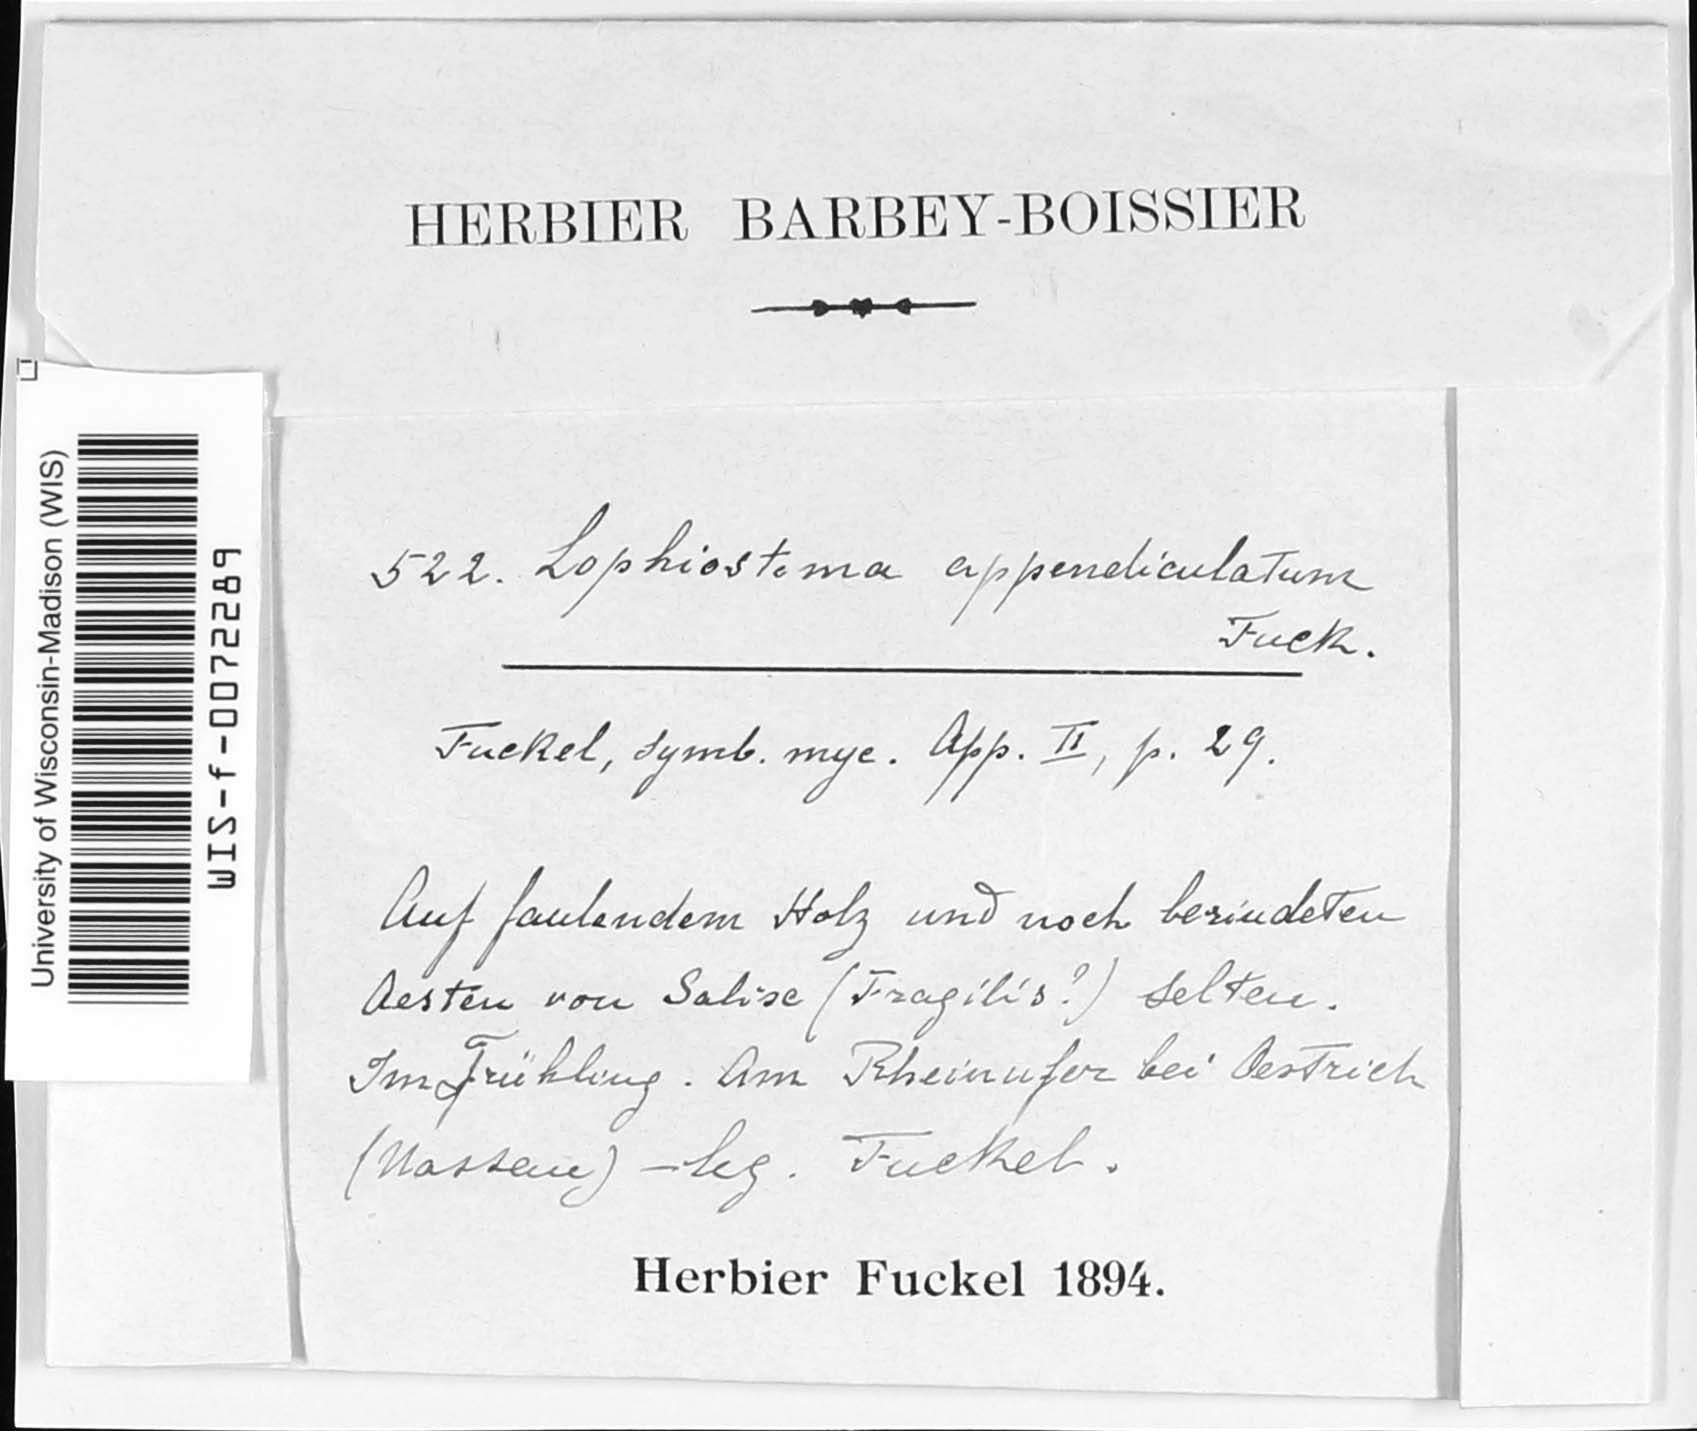 HERBIER BARBEY-BOISSIER
University of Wisconsin-Madison (WIS)
WIS-f-0072289
522. Lophiostoma appendiculatum
Fuck.
Fuckel, symb. myc. App. II, p. 29.
Auf faulendem Holz und noch berindeten
Aesten von Salix (Fragilis?) selten.
Im Frühling. Am Rheinufer bei Oestrich
(Nassau) - leg. Fuckel.
Herbier Fuckel 1894.